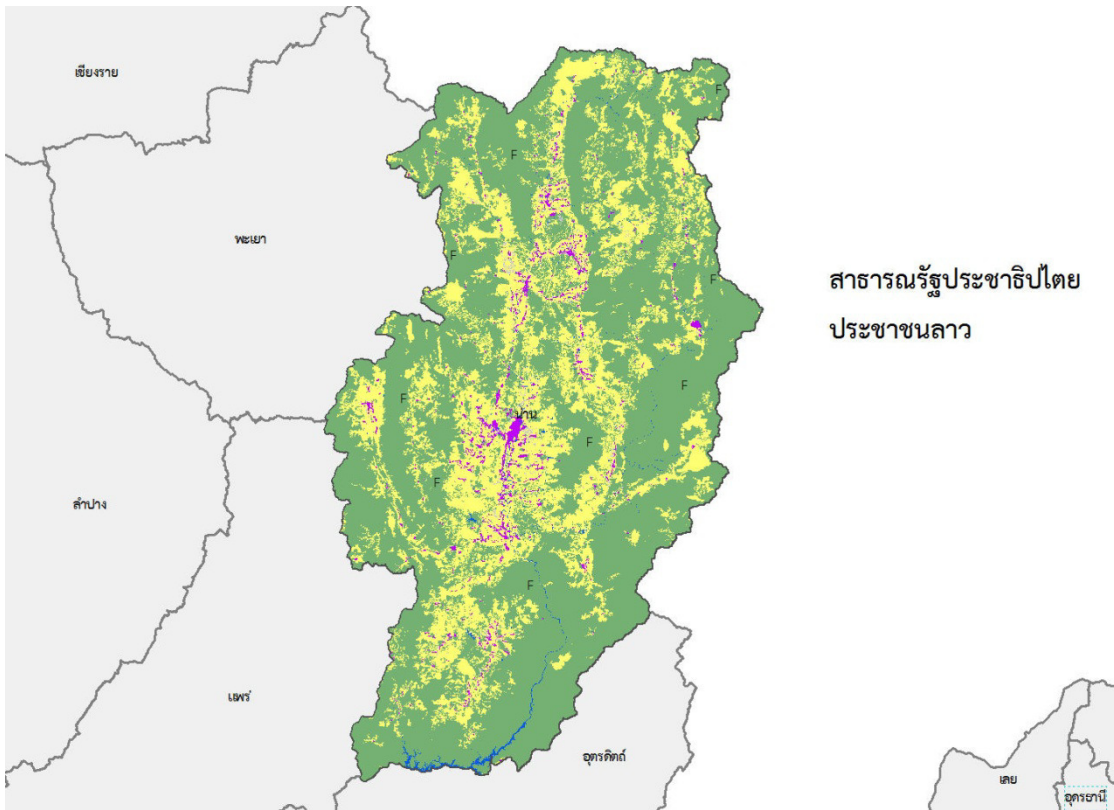 เชียงราย
F
F
พะเยา
F
F
สาธารณรัฐประชาธิปไตย
ประชาชนลาว
F
F
น่าน
F
F
ลำปาง
F
แพร่
อุตรดิตถ์
เลย
อุดรธานี